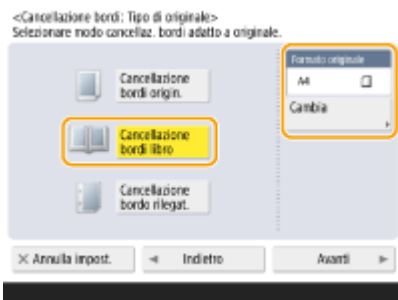 <Cancellazione bordi: Tipo di originale>
Selezionare modo cancellaz. bordi adatto a originale.
Formato originale
A4
Cambia
Cancellazione
bordi origin.
Cancellazione
bordi libro
Cancellazione
bordo rilegat.
× Annulla impost.
◄ Indietro
Avanti ►